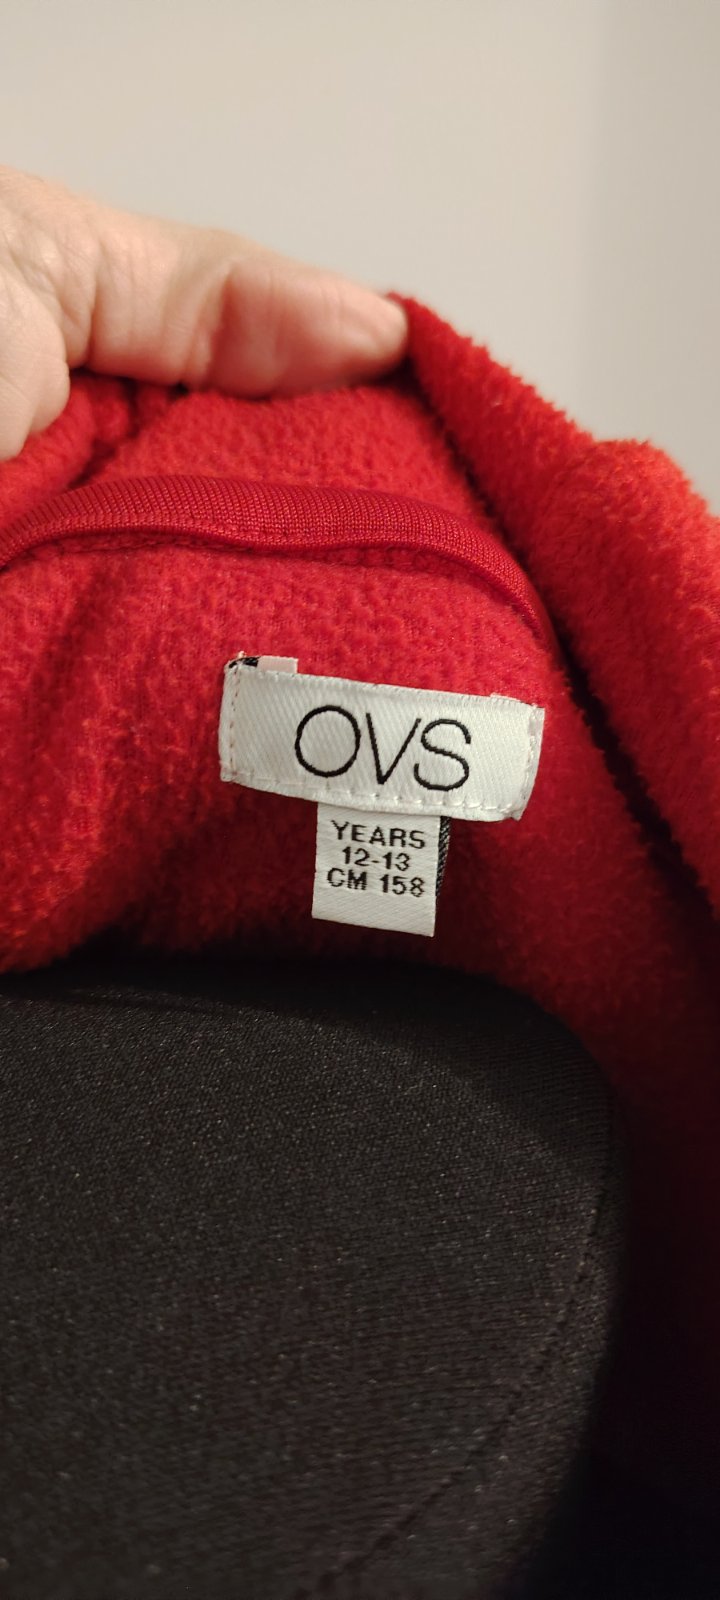 OVS
YEARS
12-13
CM 158